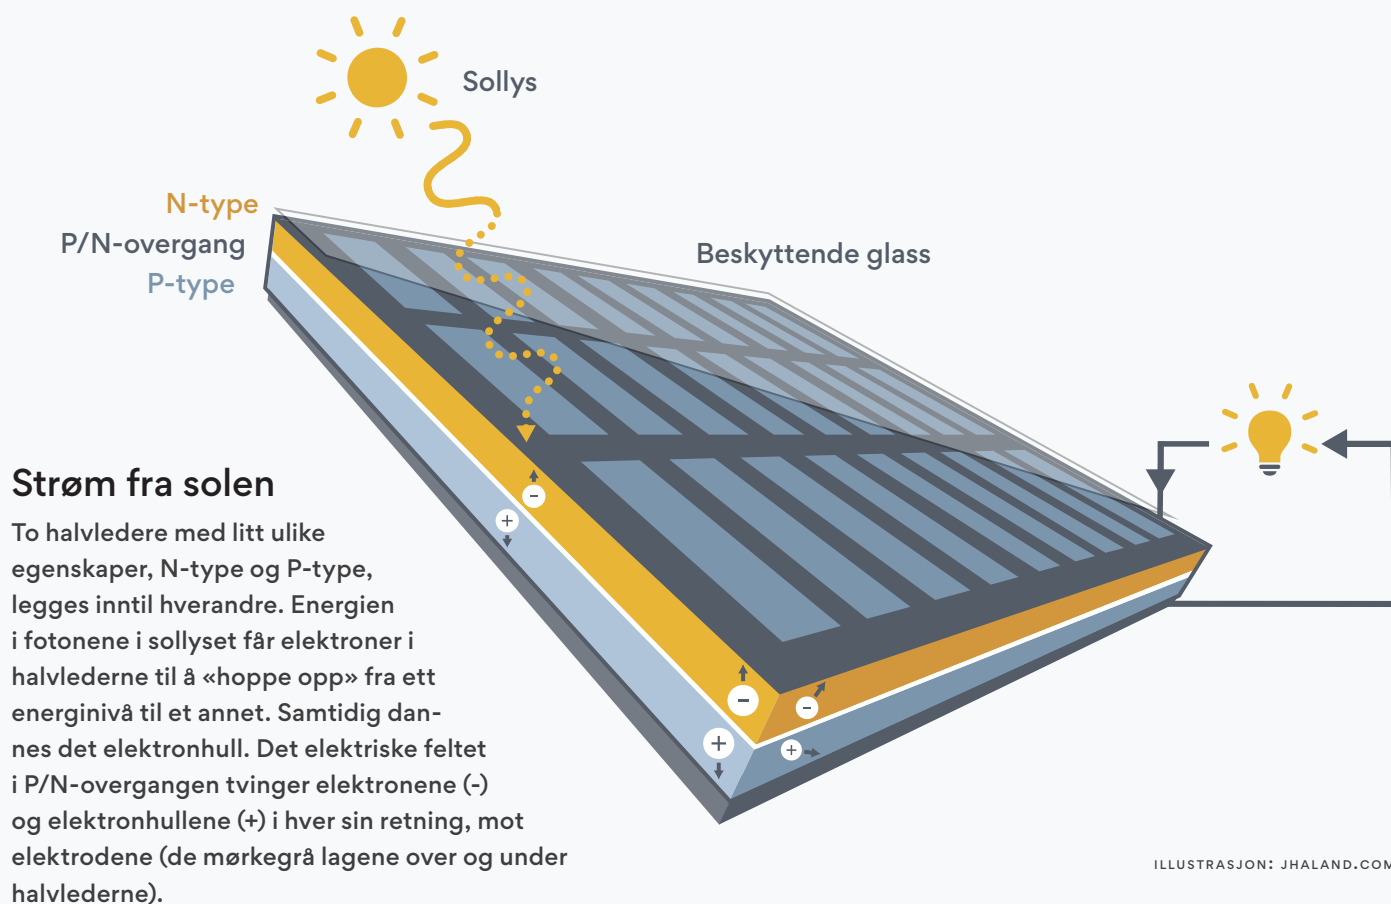 Sollys
N-type
P/N-overgang
P-type
Beskyttende glass
Strøm fra solen
To halvledere med litt ulike
egenskaper, N-type og P-type,
legges inntil hverandre. Energien
i fotonene i sollyset får elektroner i
halvlederne til å «hoppe opp» fra ett
energinivå til et annet. Samtidig dan-
nes det elektronhull. Det elektriske feltet
i P/N-overgangen tvinger elektronene (-)
og elektronhullene (+) i hver sin retning, mot
elektrodene (de mørkegrå lagene over og under
halvlederne).
-
+
-
-
+
+
ILLUSTRASJON: JHALAND.COM